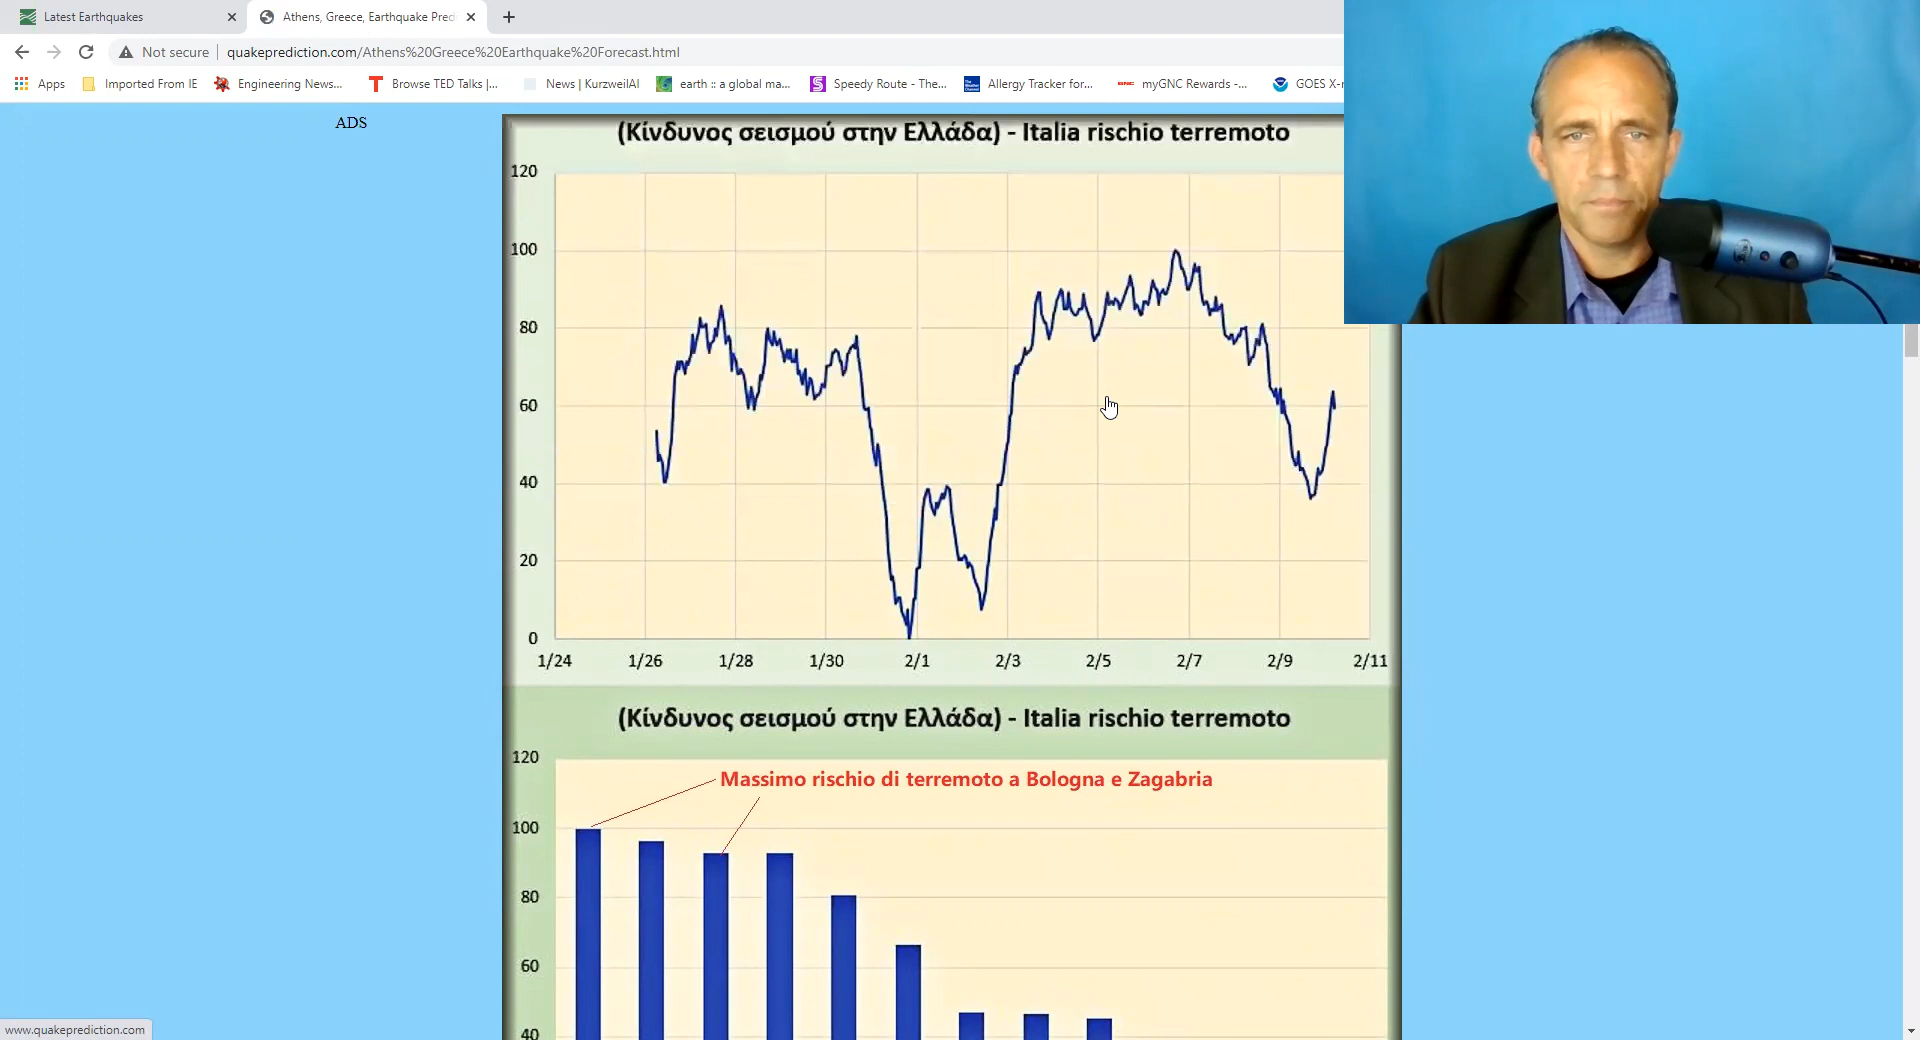 Latest Earthquakes
Athens, Greece, Earthquake Pred
Not secure
quakeprediction.com/Athens%20Greece%20Earthquake%20Forecast.html
Apps
Imported From IE
Engineering News...
Browse TED Talks |...
News | KurzweilAI
earth :: a global ma...
Speedy Route - The...
Allergy Tracker for...
GNC
myGNC Rewards -...
GOES X-r
ADS
(Κίνδυνος σεισμού στην Ελλάδα) - Italia rischio terremoto
120
100
80
60
40
20
0
1/24 1/26 1/28 1/30 2/1 2/3 2/5 2/7 2/9 2/11
(Κίνδυνος σεισμού στην Ελλάδα) - Italia rischio terremoto
120
Massimo rischio di terremoto a Bologna e Zagabria
100
80
60
40
www.quakeprediction.com